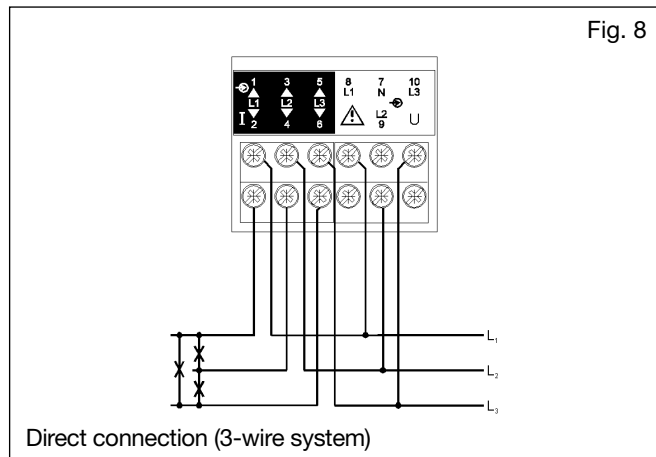 Fig. 8
1 3 5 8 7 10
L1 N L3
L1 L2 L3
L2
I 2 4 6 9 U
L1
L2
L3
Direct connection (3-wire system)